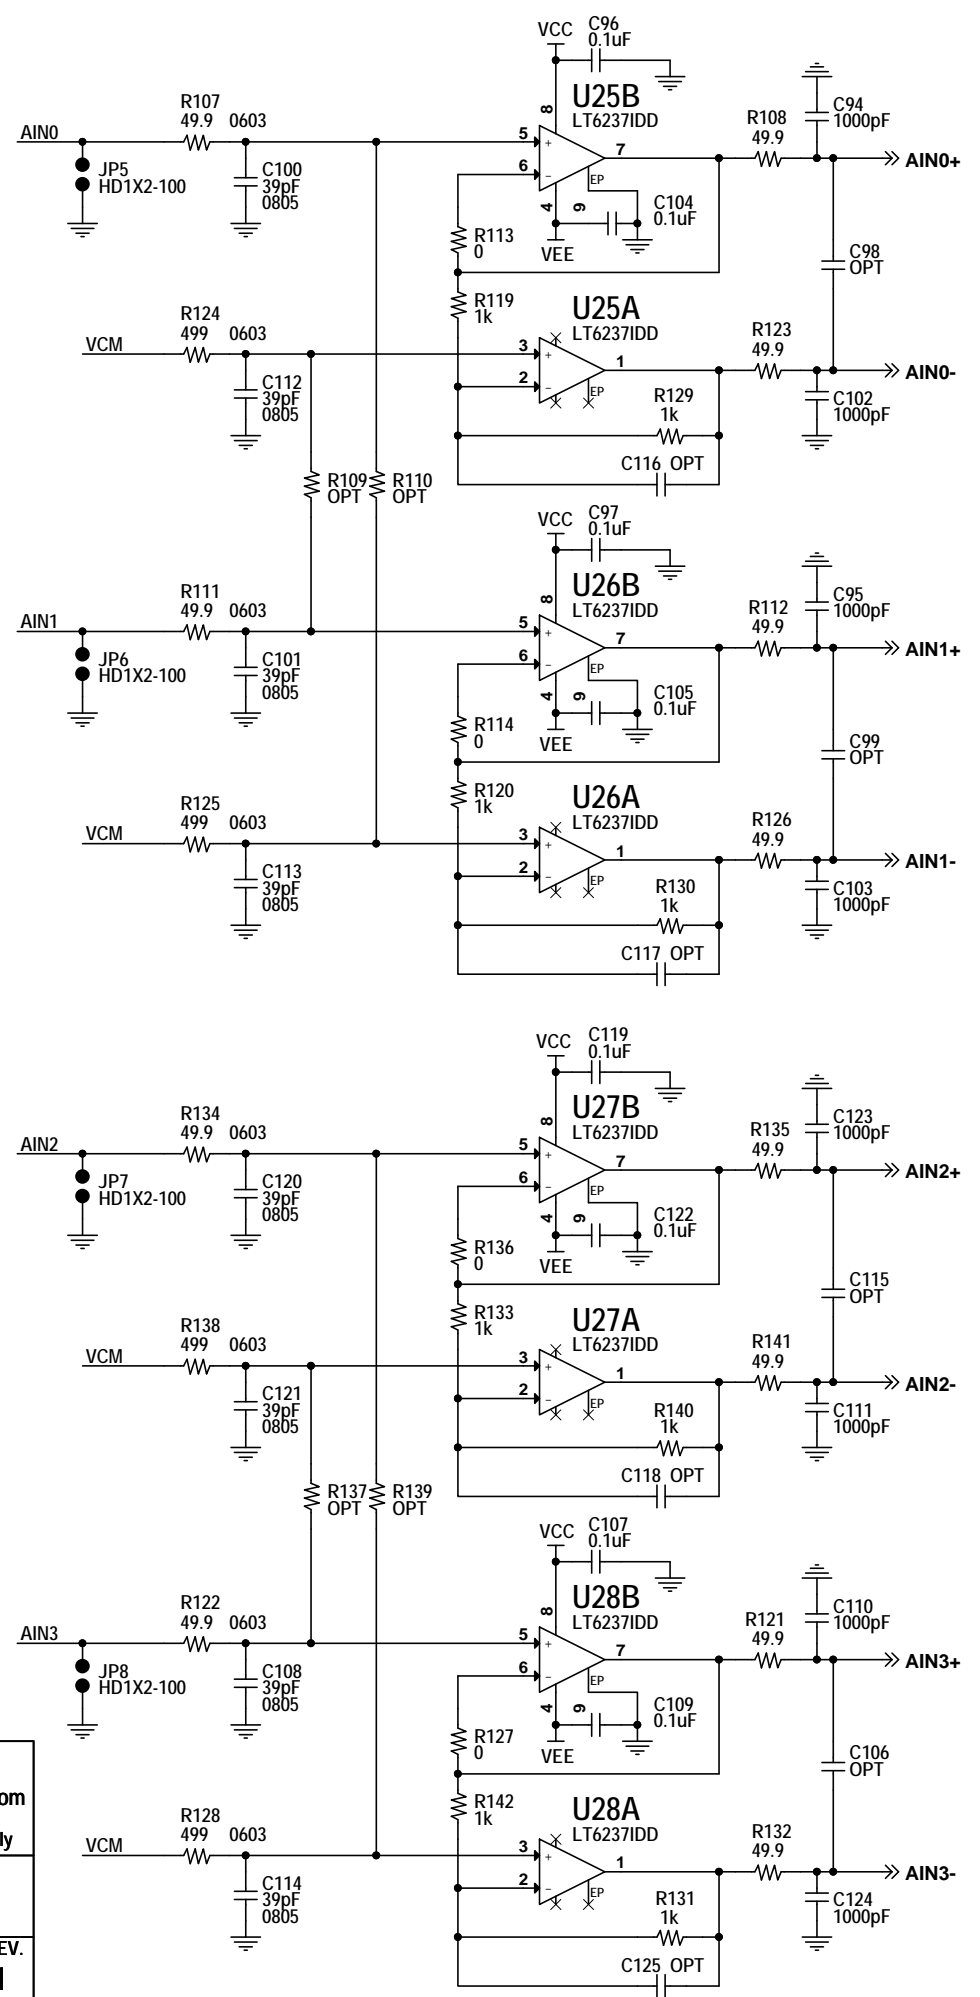 C96
VCC 0.1uF
R107
49.9 0603
U25B
LT6237IDD
8
R108
49.9
C94
1000pF
AIN0
5
+
7
AIN0+
JP5
HD1X2-100
C100
39pF
0805
6
-
EP
4
9
C104
0.1uF
R113
0
VEE
C98
OPT
R119
1k
U25A
LT6237IDD
R124
499 0603
R123
49.9
VCM
3
+
1
AIN0-
C112
39pF
0805
2
-
EP
R129
1k
C102
1000pF
C116 OPT
R109
OPT
R110
OPT
C97
VCC 0.1uF
R111
49.9 0603
U26B
LT6237IDD
8
R112
49.9
C95
1000pF
AIN1
5
+
7
AIN1+
JP6
HD1X2-100
C101
39pF
0805
6
-
EP
4
9
C105
0.1uF
R114
0
VEE
C99
OPT
R120
1k
U26A
LT6237IDD
R125
499 0603
R126
49.9
VCM
3
+
1
AIN1-
C113
39pF
0805
2
-
EP
R130
1k
C103
1000pF
C117 OPT
C119
VCC 0.1uF
R134
49.9 0603
U27B
LT6237IDD
8
R135
49.9
C123
1000pF
AIN2
5
+
7
AIN2+
JP7
HD1X2-100
C120
39pF
0805
6
-
EP
4
9
C122
0.1uF
R136
0
VEE
C115
OPT
R133
1k
U27A
LT6237IDD
R138
499 0603
R141
49.9
VCM
3
+
1
AIN2-
C121
39pF
0805
2
-
EP
R140
1k
C111
1000pF
C118 OPT
R137
OPT
R139
OPT
C107
VCC 0.1uF
R122
49.9 0603
U28B
LT6237IDD
8
R121
49.9
C110
1000pF
AIN3
5
+
7
AIN3+
JP8
HD1X2-100
C108
39pF
0805
6
-
EP
4
9
C109
0.1uF
R127
0
VEE
C106
OPT
om
R142
1k
U28A
LT6237IDD
ly
R128
499 0603
R132
49.9
VCM
3
+
1
AIN3-
C114
39pF
0805
2
-
EP
R131
1k
C124
1000pF
EV.
C125 OPT